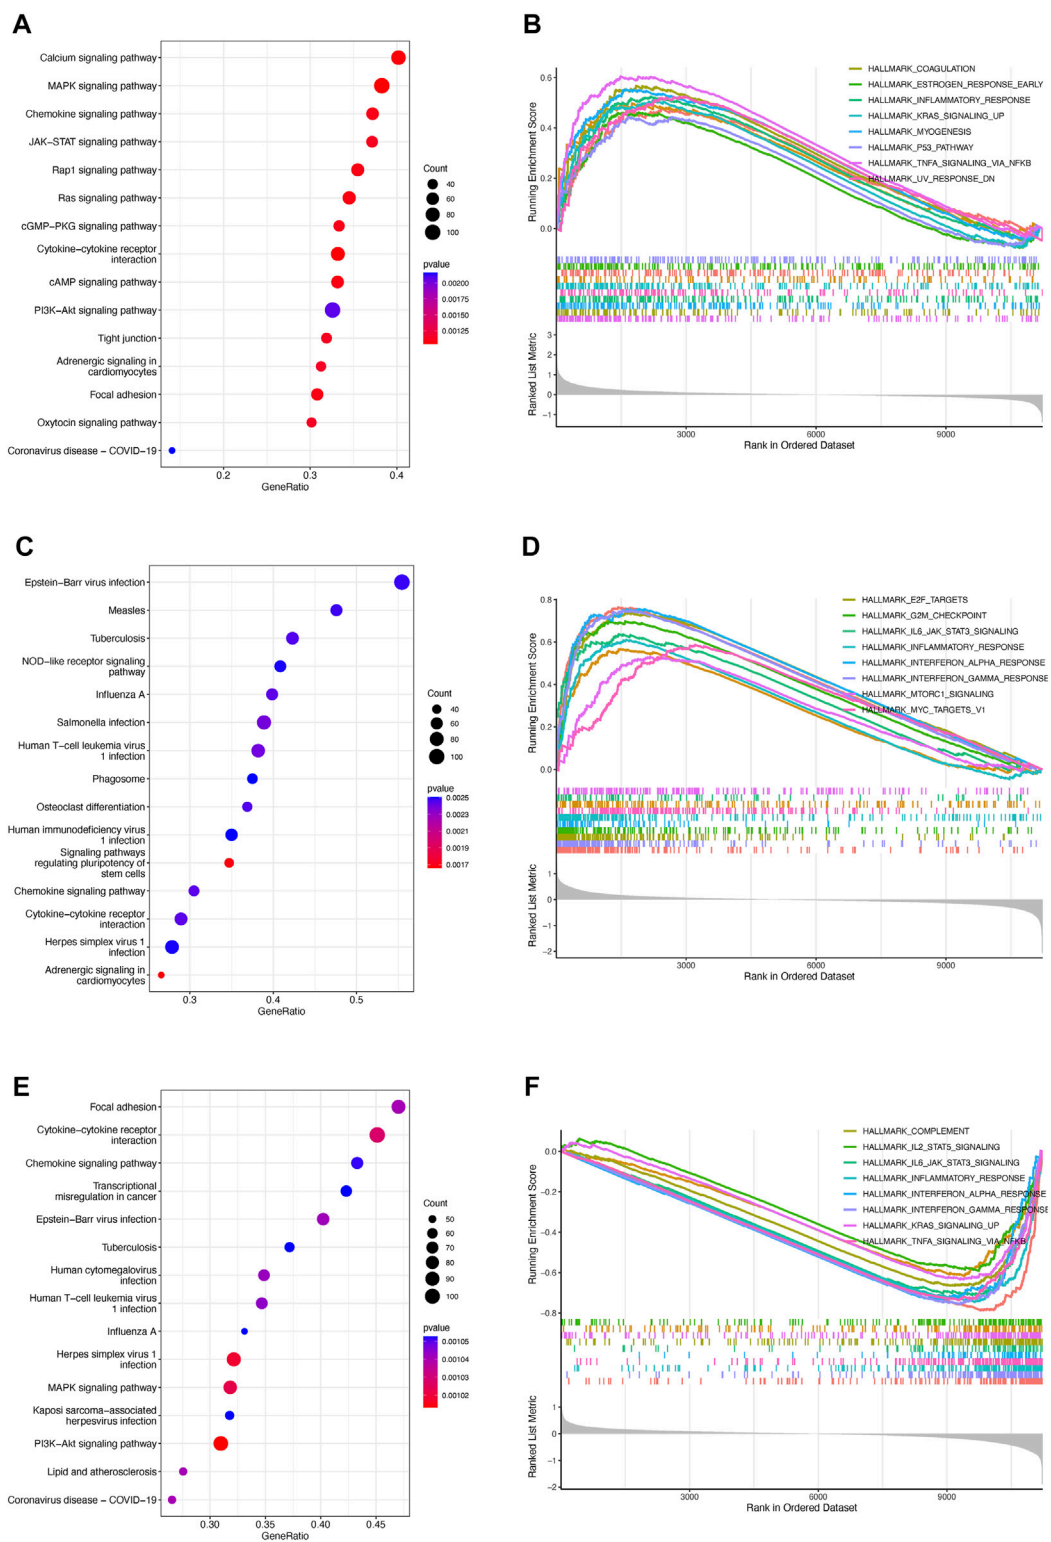 A
Calcium signaling pathway
MAPK signaling pathway
Chemokine signaling pathway
JAK−STAT signaling pathway
Rap1 signaling pathway
Ras signaling pathway
cGMP−PKG signaling pathway
Cytokine−cytokine receptor
interaction
cAMP signaling pathway
PI3K−Akt signaling pathway
Tight junction
Adrenergic signaling in
cardiomyocytes
Focal adhesion
Oxytocin signaling pathway
Coronavirus disease − COVID−19
0.2 0.3 0.4
GeneRatio
Count
40
60
80
100
pvalue
0.00200
0.00175
0.00150
0.00125
B
Running Enrichment Score
0.6
0.4
0.2
0.0
HALLMARK_COAGULATION
HALLMARK_ESTROGEN_RESPONSE_EARLY
HALLMARK_INFLAMMATORY_RESPONSE
HALLMARK_KRAS_SIGNALING_UP
HALLMARK_MYOGENESIS
HALLMARK_P53_PATHWAY
HALLMARK_TNFA_SIGNALING_VIA_NFKB
HALLMARK_UV_RESPONSE_DN
Ranked List Metric
3
2
1
0
−1
3000 6000 9000
Rank in Ordered Dataset
C
Epstein−Barr virus infection
Measles
Tuberculosis
NOD−like receptor signaling
pathway
Influenza A
Salmonella infection
Human T−cell leukemia virus
1 infection
Phagosome
Osteoclast differentiation
Human immunodeficiency virus
1 infection
Signaling pathways
regulating pluripotency of
stem cells
Chemokine signaling pathway
Cytokine−cytokine receptor
interaction
Herpes simplex virus 1
infection
Adrenergic signaling in
cardiomyocytes
0.3 0.4 0.5
GeneRatio
Count
40
60
80
100
pvalue
0.0025
0.0023
0.0021
0.0019
0.0017
D
Running Enrichment Score
0.8
0.6
0.4
0.2
0.0
HALLMARK_E2F_TARGETS
HALLMARK_G2M_CHECKPOINT
HALLMARK_IL6_JAK_STAT3_SIGNALING
HALLMARK_INFLAMMATORY_RESPONSE
HALLMARK_INTERFERON_ALPHA_RESPONSE
HALLMARK_INTERFERON_GAMMA_RESPONSE
HALLMARK_MTORC1_SIGNALING
HALLMARK_MYC_TARGETS_V1
Ranked List Metric
1
0
−1
−2
3000 6000 9000
Rank in Ordered Dataset
E
Focal adhesion
Cytokine−cytokine receptor
interaction
Chemokine signaling pathway
Transcriptional
misregulation in cancer
Epstein−Barr virus infection
Tuberculosis
Human cytomegalovirus
infection
Human T−cell leukemia virus
1 infection
Influenza A
Herpes simplex virus 1
infection
MAPK signaling pathway
Kaposi sarcoma−associated
herpesvirus infection
PI3K−Akt signaling pathway
Lipid and atherosclerosis
Coronavirus disease − COVID−19
0.30 0.35 0.40 0.45
GeneRatio
Count
50
60
70
80
90
100
pvalue
0.00105
0.00104
0.00103
0.00102
F
Running Enrichment Score
0.0
−0.2
−0.4
−0.6
−0.8
HALLMARK_COMPLEMENT
HALLMARK_IL2_STAT5_SIGNALING
HALLMARK_IL6_JAK_STAT3_SIGNALING
HALLMARK_INFLAMMATORY_RESPONSE
HALLMARK_INTERFERON_ALPHA_RESPONSE
HALLMARK_INTERFERON_GAMMA_RESPONSE
HALLMARK_KRAS_SIGNALING_UP
HALLMARK_TNFA_SIGNALING_VIA_NFKB
Ranked List Metric
1
0
−1
−2
3000 6000 9000
Rank in Ordered Dataset